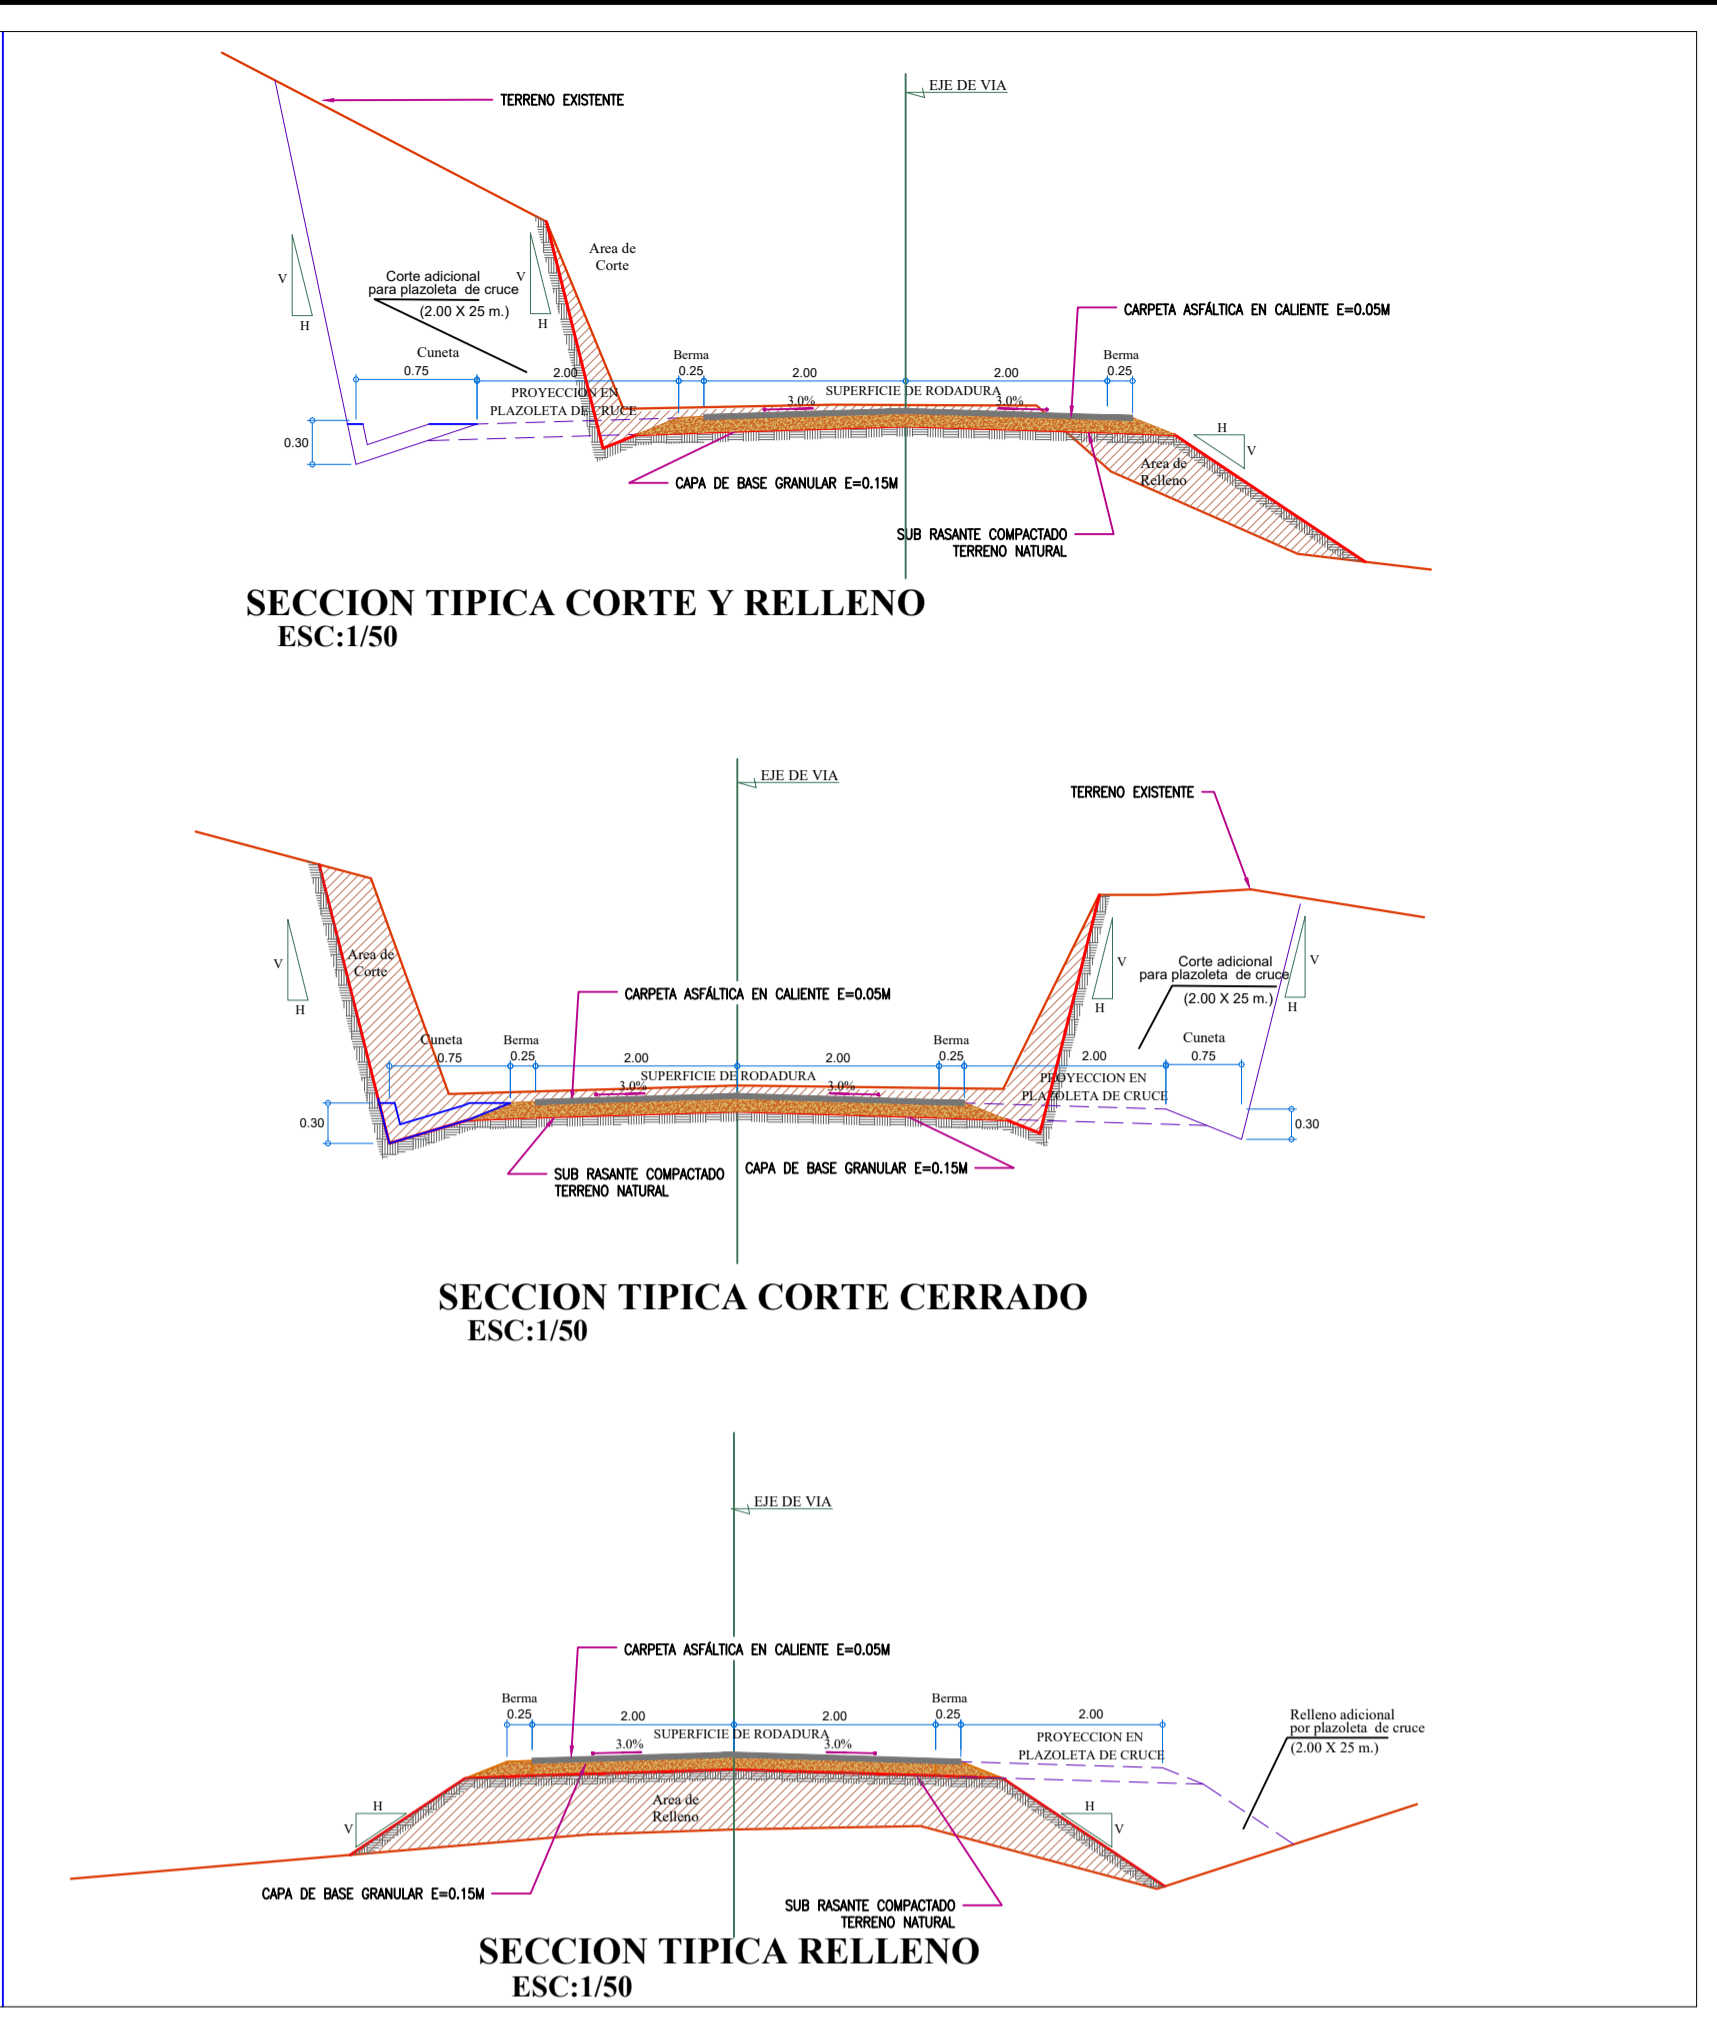 EJE DE VIA
TERRENO EXISTENTE
Area de
Corte
V
H
V
H
Corte adicional
para plazoleta de cruce
(2.00 X 25 m.)
CARPETA ASFÁLTICA EN CALIENTE E=0.05M
Cuneta
Berma
Berma
0.75
2.00
0.25
2.00
2.00
0.25
PROYECCION EN
PLAZOLETA DE CRUCE
SUPERFICIE DE RODADURA
3.0%
3.0%
0.30
H
V
Area de
Relleno
CAPA DE BASE GRANULAR E=0.15M
SUB RASANTE COMPACTADO
TERRENO NATURAL
SECCION TIPICA CORTE Y RELLENO
ESC:1/50
EJE DE VIA
TERRENO EXISTENTE
Area de
Corte
V
H
V
H
V
H
Corte adicional
para plazoleta de cruce
(2.00 X 25 m.)
CARPETA ASFÁLTICA EN CALIENTE E=0.05M
Cuneta
Berma
Berma
Cuneta
0.75
0.25
2.00
2.00
0.25
2.00
0.75
SUPERFICIE DE RODADURA
3.0%
3.0%
PROYECCION EN
PLAZOLETA DE CRUCE
0.30
0.30
SUB RASANTE COMPACTADO
TERRENO NATURAL
CAPA DE BASE GRANULAR E=0.15M
SECCION TIPICA CORTE CERRADO
ESC:1/50
EJE DE VIA
CARPETA ASFÁLTICA EN CALIENTE E=0.05M
Berma
Berma
0.25
2.00
2.00
0.25
2.00
SUPERFICIE DE RODADURA
3.0%
3.0%
PROYECCION EN
PLAZOLETA DE CRUCE
Relleno adicional
por plazoleta de cruce
(2.00 X 25 m.)
H
V
Area de
Relleno
H
V
CAPA DE BASE GRANULAR E=0.15M
SUB RASANTE COMPACTADO
TERRENO NATURAL
SECCION TIPICA RELLENO
ESC:1/50